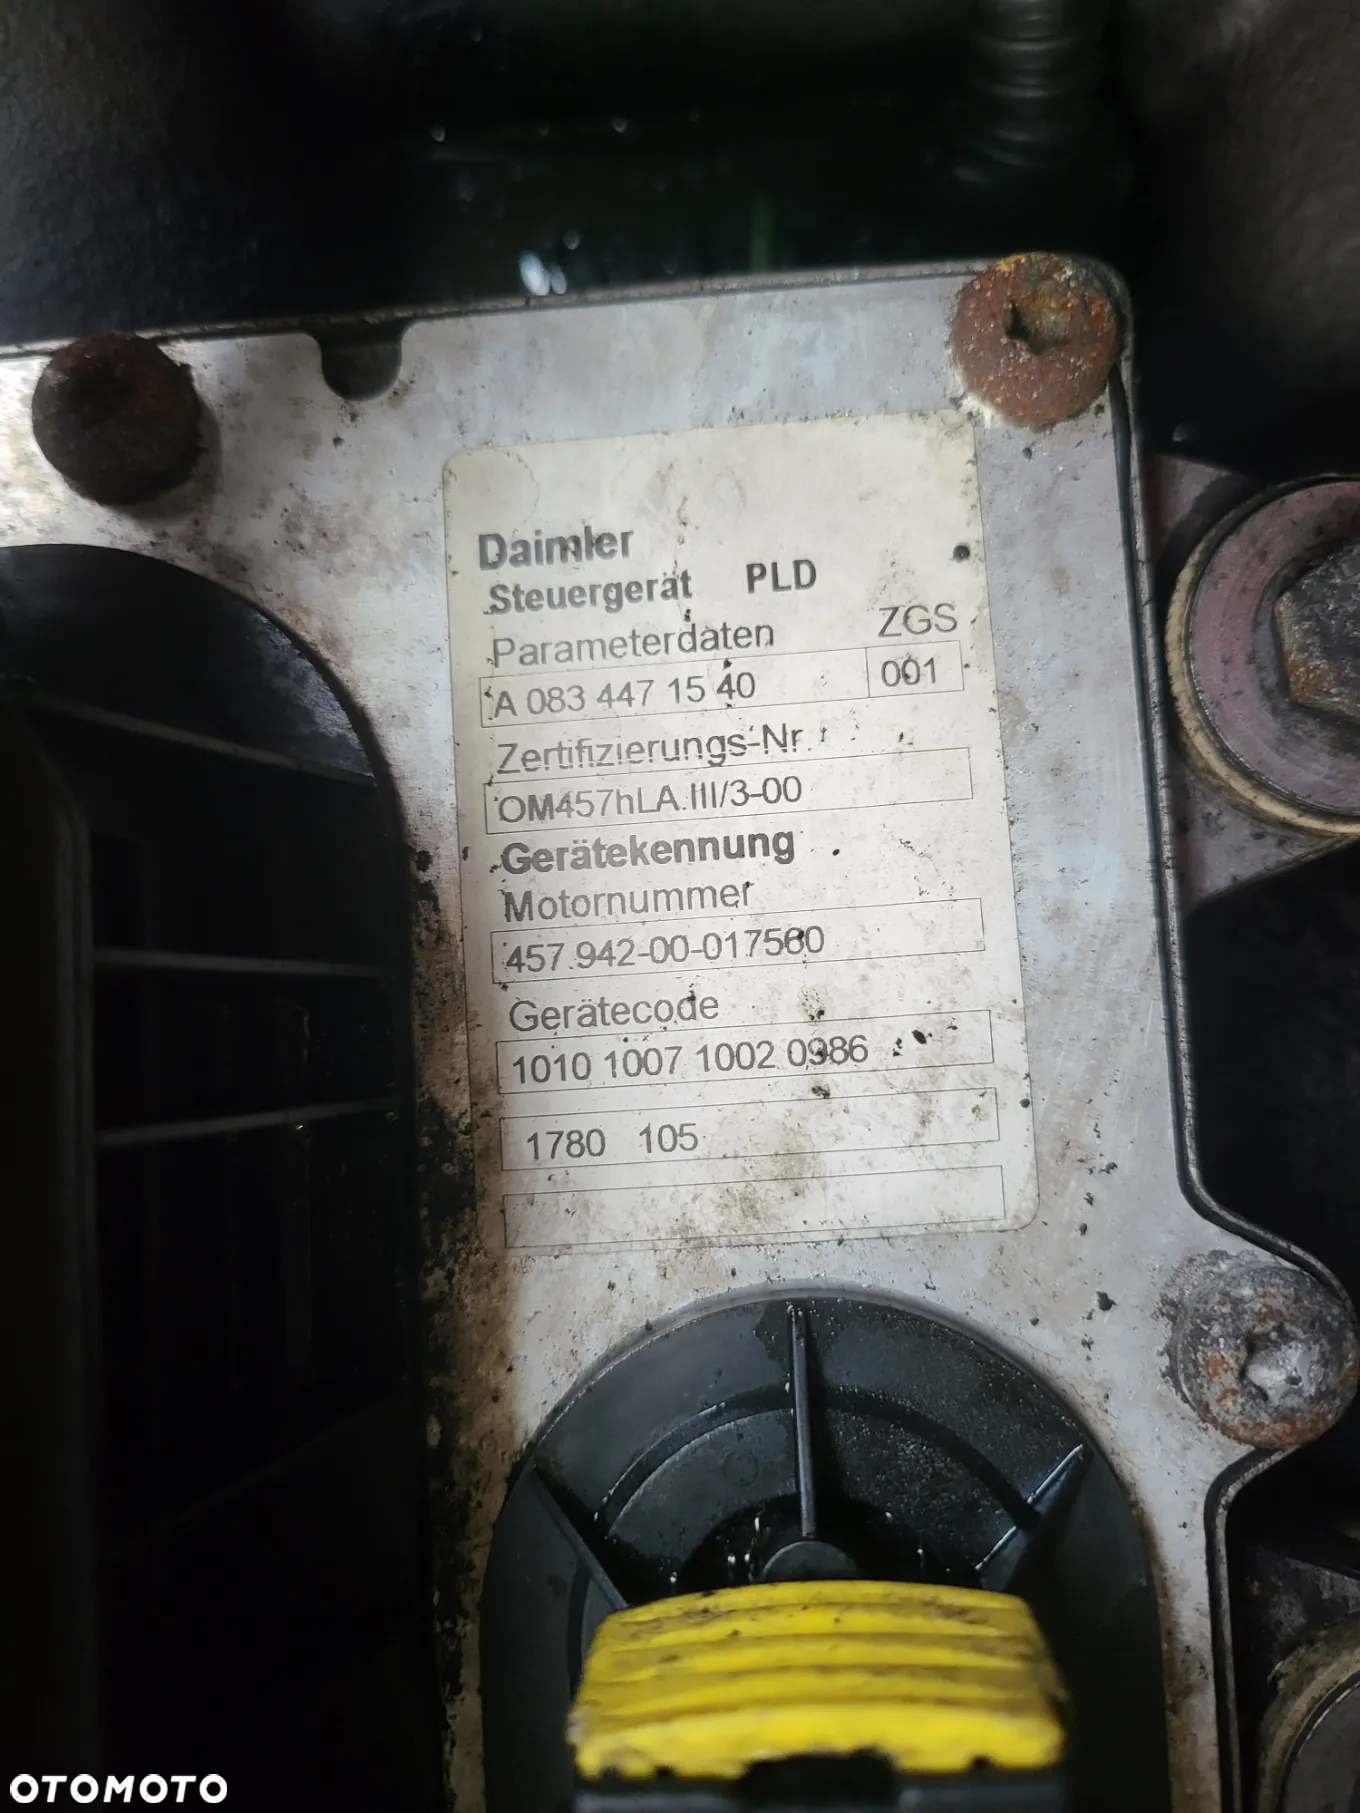 Daimler
Steuergerät PLD
Parameterdaten ZGS
A 083 447 15 40 001
Zertifizierungs-Nr.
OM457hLA.III/3-00
Gerätekennung
Motornummer
457.942-00-017560
Gerätecode
1010 1007 1002 0986
1780 105
OTOMOTO